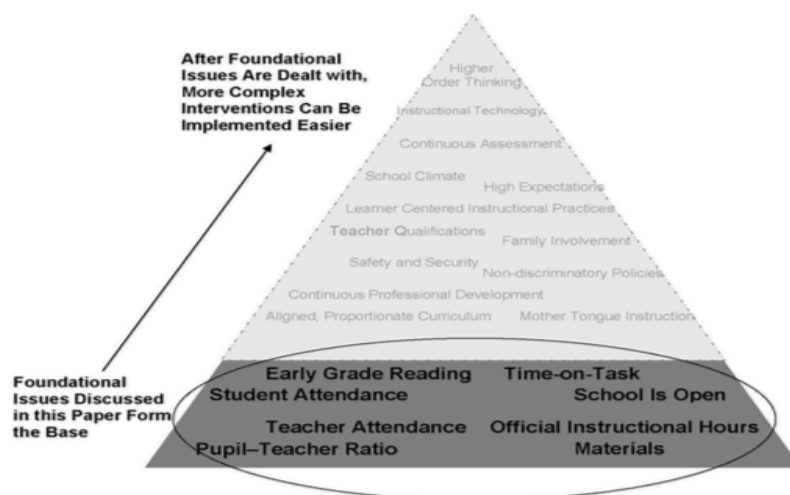 After Foundational
Issues Are Dealt with,
More Complex
Interventions Can Be
Implemented Easier
Higher
Order Thinking
Instructional Technology
Continuous Assessment
School Climate
High Expectations
Learner Centered Instructional Practices
Teacher Qualifications
Family Involvement
Safety and Security
Non-discriminatory Policies
Continuous Professional Development
Aligned, Proportionate Curriculum
Mother Tongue Instruction
Foundational
Issues Discussed
in this Paper Form
the Base
Early Grade Reading
Time-on-Task
Student Attendance
School Is Open
Teacher Attendance
Official Instructional Hours
Pupil–Teacher Ratio
Materials